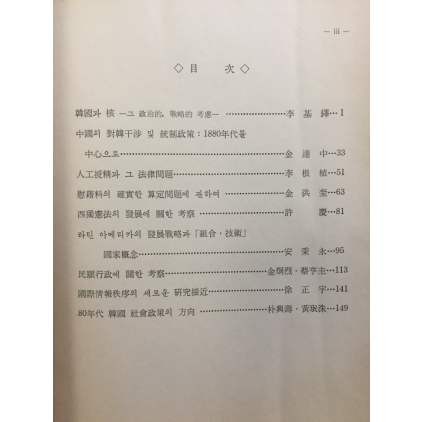 — iii —
◇ 目 次 ◇
韓國과 核 —그 政治的, 戰略的 考慮— ⋯⋯⋯⋯⋯⋯⋯李 基 鐸⋯1
中國의 對韓干涉 및 統制政策 : 1880年代를
中心으로⋯⋯⋯⋯⋯⋯⋯⋯⋯⋯⋯⋯⋯⋯⋯金 達 中⋯33
人工授精과 그 法律問題⋯⋯⋯⋯⋯⋯⋯⋯⋯⋯⋯李 根 植⋯51
慰藉料의 確實한 算定問題에 관하여⋯⋯⋯⋯⋯⋯⋯金 洪 奎⋯63
西獨憲法의 發展에 關한 考察⋯⋯⋯⋯⋯⋯⋯⋯⋯許 慶⋯81
라틴 아메리카의 發展戰略과 「組合·技術」
國家概念⋯⋯⋯⋯⋯⋯⋯⋯⋯⋯⋯⋯⋯⋯安 秉 永⋯95
民願行政에 關한 考察⋯⋯⋯⋯⋯⋯⋯⋯⋯金炯烈·蔡亨圭⋯113
國際情報秩序의 새로운 硏究接近⋯⋯⋯⋯⋯⋯⋯徐 正 宇⋯141
80年代 韓國 社會政策의 方向⋯⋯⋯⋯⋯⋯朴興壽·黃珉洙⋯149